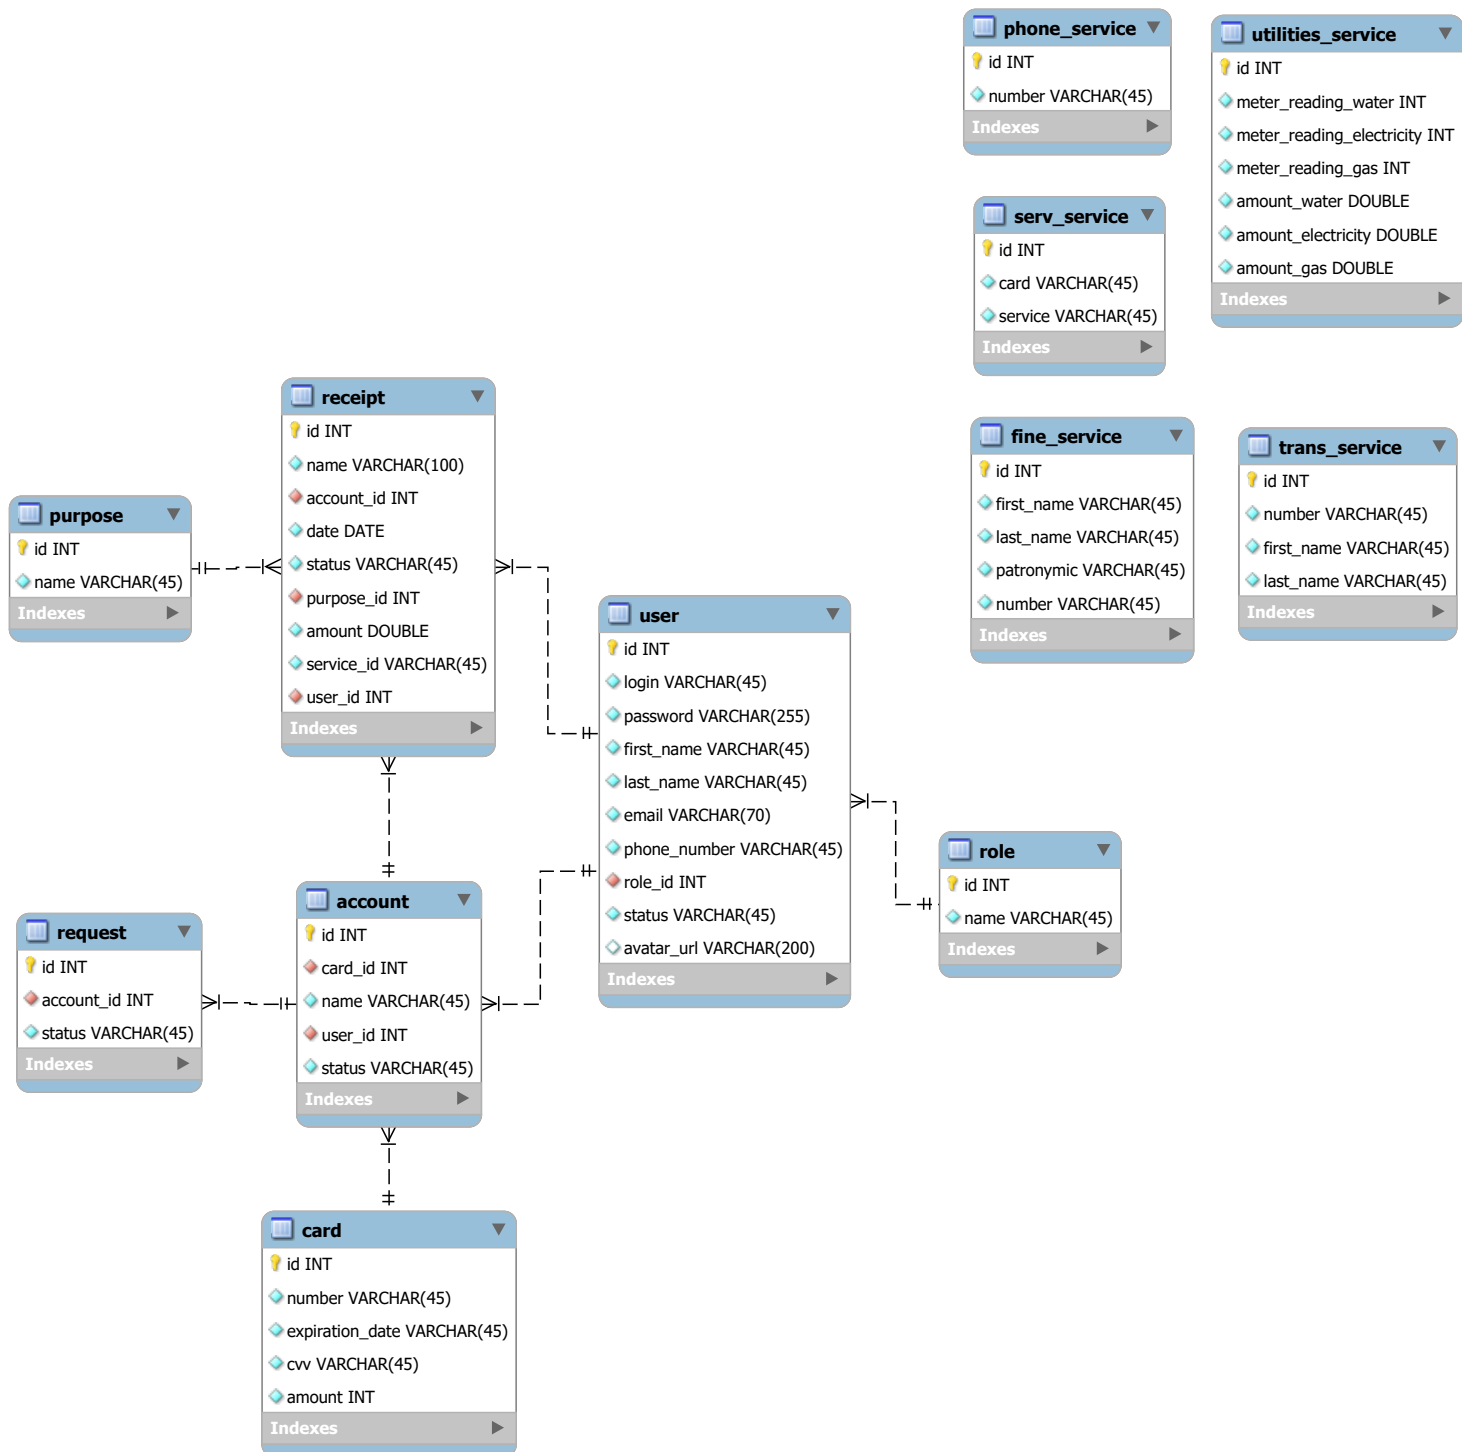 phone_service
id INT
number VARCHAR(45)
Indexes
utilities_service
id INT
meter_reading_water INT
meter_reading_electricity INT
meter_reading_gas INT
amount_water DOUBLE
amount_electricity DOUBLE
amount_gas DOUBLE
Indexes
serv_service
id INT
card VARCHAR(45)
service VARCHAR(45)
Indexes
receipt
id INT
name VARCHAR(100)
account_id INT
date DATE
status VARCHAR(45)
purpose_id INT
amount DOUBLE
service_id VARCHAR(45)
user_id INT
Indexes
fine_service
id INT
first_name VARCHAR(45)
last_name VARCHAR(45)
patronymic VARCHAR(45)
number VARCHAR(45)
Indexes
trans_service
id INT
number VARCHAR(45)
first_name VARCHAR(45)
last_name VARCHAR(45)
Indexes
purpose
id INT
name VARCHAR(45)
Indexes
user
id INT
login VARCHAR(45)
password VARCHAR(255)
first_name VARCHAR(45)
last_name VARCHAR(45)
email VARCHAR(70)
phone_number VARCHAR(45)
role_id INT
status VARCHAR(45)
avatar_url VARCHAR(200)
Indexes
role
id INT
name VARCHAR(45)
Indexes
account
id INT
card_id INT
name VARCHAR(45)
user_id INT
status VARCHAR(45)
Indexes
request
id INT
account_id INT
status VARCHAR(45)
Indexes
card
id INT
number VARCHAR(45)
expiration_date VARCHAR(45)
cvv VARCHAR(45)
amount INT
Indexes